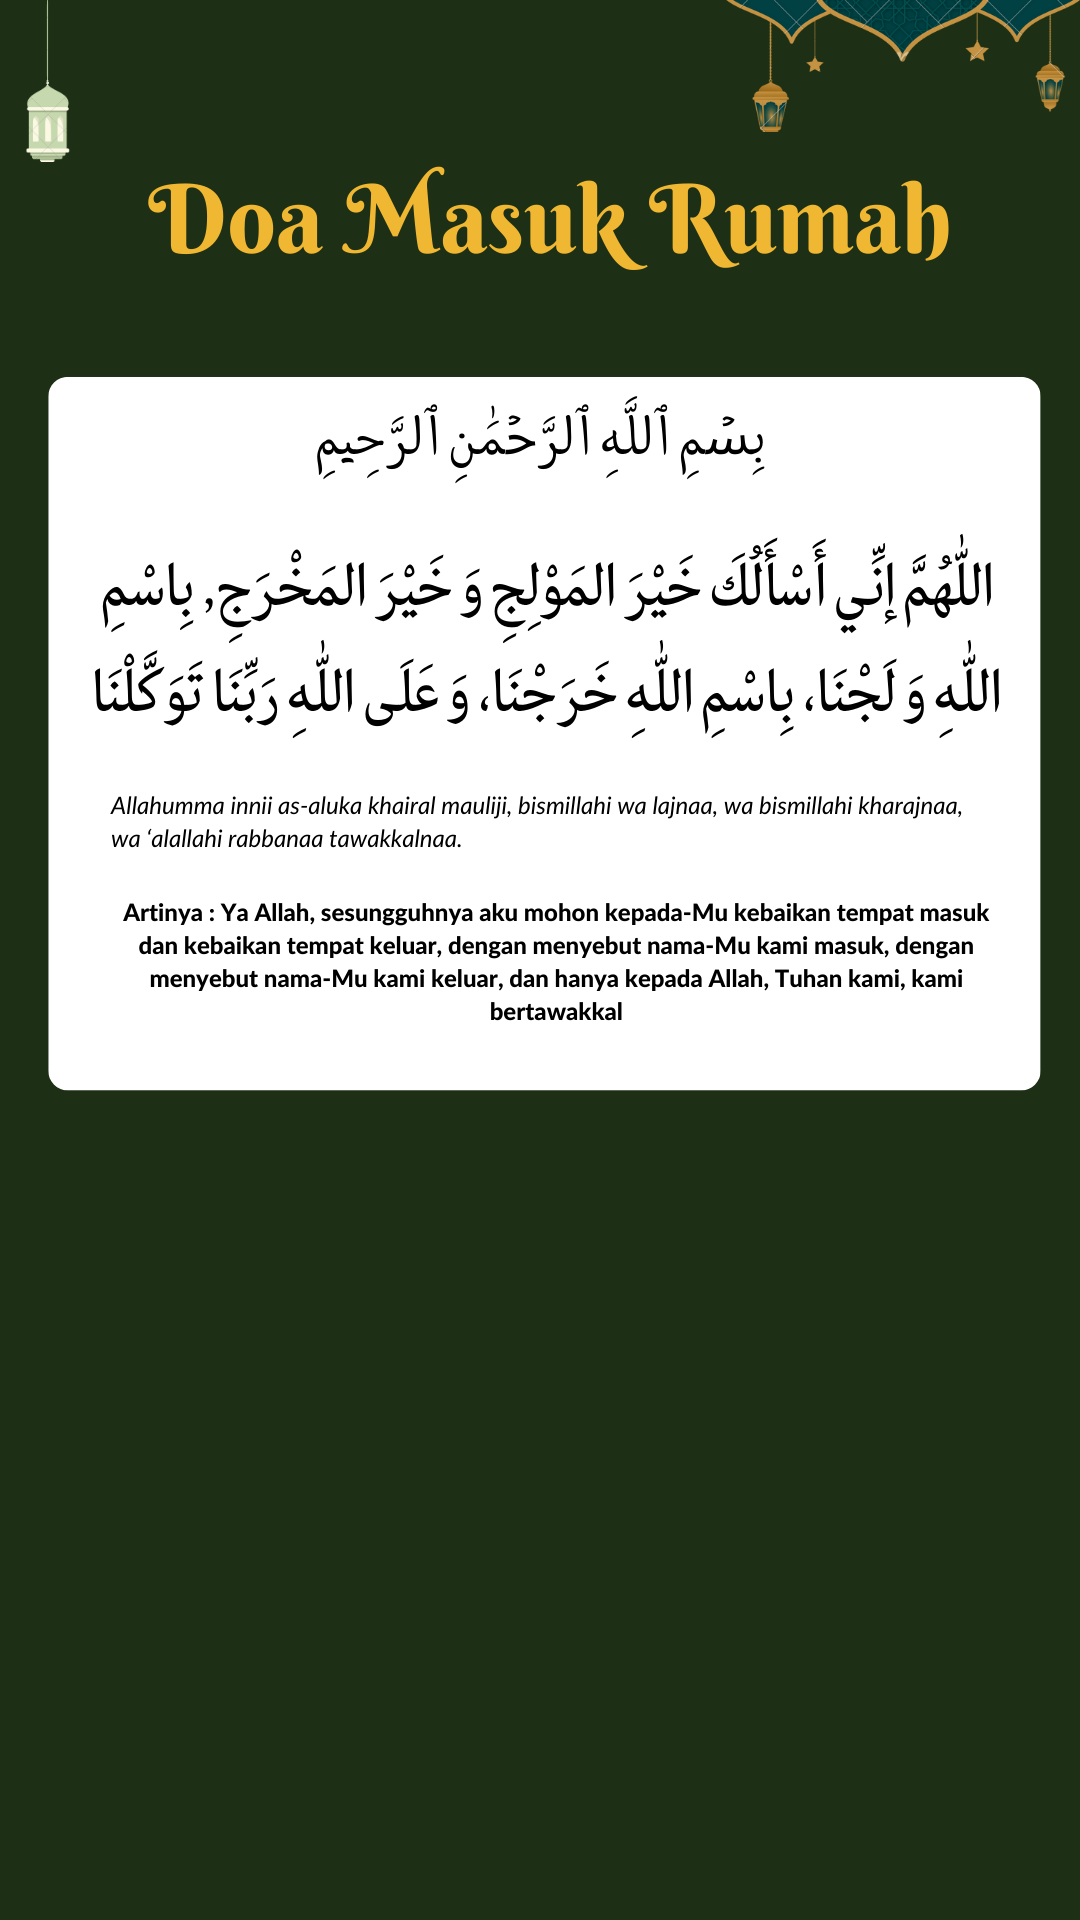 Doa Masuk Rumah
بِسْمِ ٱللَّهِ ٱلرَّحْمَٰنِ ٱلرَّحِيمِ
اللّٰهُمَّ إِنِّي أَسْأَلُكَ خَيْرَ المَوْلِجِ وَ خَيْرَ المَخْرَجِ, بِاسْمِ
اللّٰهِ وَ لَجْنَا، بِاسْمِ اللّٰهِ خَرَجْنَا، وَ عَلَى اللّٰهِ رَبِّنَا تَوَكَّلْنَا
Allahumma innii as-aluka khairal mauliji, bismillahi wa lajnaa, wa bismillahi kharajnaa,
wa ‘alallahi rabbanaa tawakkalnaa.
Artinya : Ya Allah, sesungguhnya aku mohon kepada-Mu kebaikan tempat masuk
dan kebaikan tempat keluar, dengan menyebut nama-Mu kami masuk, dengan
menyebut nama-Mu kami keluar, dan hanya kepada Allah, Tuhan kami, kami
bertawakkal